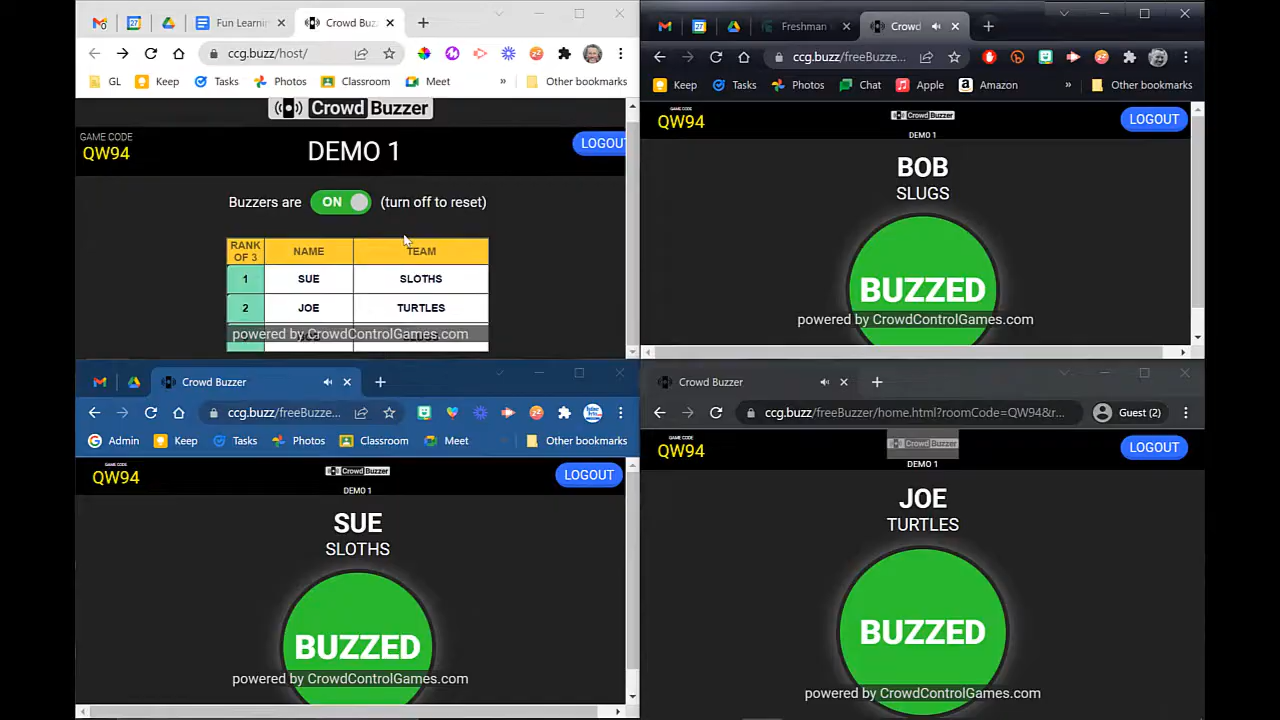 Fun Learnin
Crowd Buzz
ccg.buzz/host/
GL
Keep
Tasks
Photos
Classroom
Meet
»
Other bookmarks
Crowd Buzzer
GAME CODE
QW94
DEMO 1
LOGOUT
Buzzers are ON (turn off to reset)
RANK OF 3
NAME
TEAM
1
SUE
SLOTHS
2
JOE
TURTLES
powered by CrowdControlGames.com
27
Freshman
Crowd
ccg.buzz/freeBuzze...
Keep
Tasks
Photos
Chat
Apple
Amazon
»
Other bookmarks
GAME CODE
QW94
Crowd Buzzer
DEMO 1
LOGOUT
BOB
SLUGS
BUZZED
powered by CrowdControlGames.com
Crowd Buzzer
ccg.buzz/freeBuzze...
Admin
Keep
Tasks
Photos
Classroom
Meet
Other bookmarks
GAME CODE
QW94
Crowd Buzzer
DEMO 1
LOGOUT
SUE
SLOTHS
BUZZED
powered by CrowdControlGames.com
Crowd Buzzer
ccg.buzz/freeBuzzer/home.html?roomCode=QW94&r...
Guest (2)
GAME CODE
QW94
Crowd Buzzer
DEMO 1
LOGOUT
JOE
TURTLES
BUZZED
powered by CrowdControlGames.com